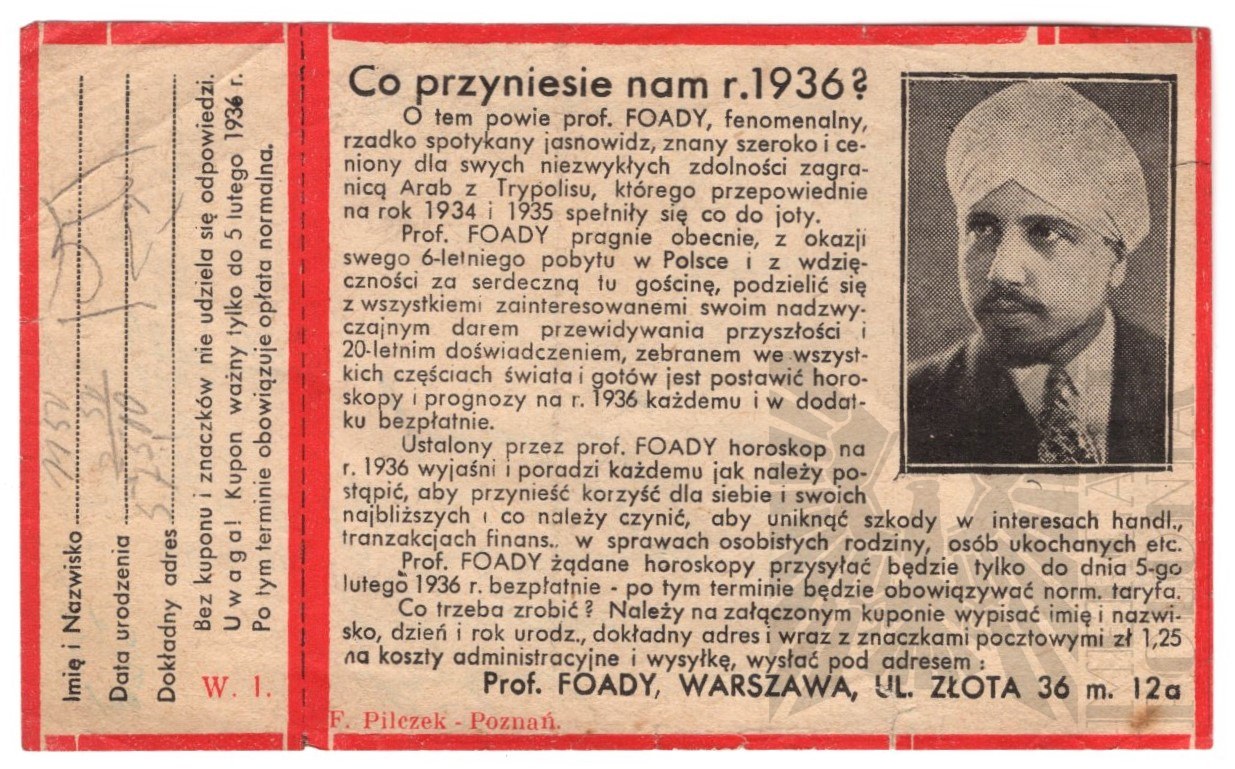 Co przyniesie nam r.1936?
O tem powie prof. FOADY, fenomenalny,
rzadko spotykany jasnowidz, znany szeroko i ce-
niony dla swych niezwykłych zdolności zagra-
nicą Arab z Trypolisu, którego przepowiednie
na rok 1934 i 1935 spełniły się co do joty.
Prof. FOADY pragnie obecnie, z okazji
swego 6-letniego pobytu w Polsce i z wdzię-
czności za serdeczną tu gościnę, podzielić się
z wszystkiemi zainteresowanemi swoim nadzwy-
czajnym darem przewidywania przyszłości i
20-letnim doświadczeniem, zebranem we wszyst-
kich częściach świata i gotów jest postawić horo-
skopy i prognozy na r. 1936 każdemu i w dodat-
ku bezpłatnie.
Ustalony przez prof. FOADY horoskop na
r. 1936 wyjaśni i poradzi każdemu jak należy po-
stąpić, aby przynieść korzyść dla siebie i swoich
najbliższych i co należy czynić, aby uniknąć szkody w interesach handl.,
tranzakcjach finans.. w sprawach osobistych rodziny, osób ukochanych etc.
Prof. FOADY żądane horoskopy przysyłać będzie tylko do dnia 5-go
lutego 1936 r. bezpłatnie - po tym terminie będzie obowiązywać norm. taryfa.
Co trzeba zrobić? Należy na załączonym kuponie wypisać imię i nazwi-
sko, dzień i rok urodz., dokładny adres i wraz z znaczkami pocztowymi zł 1,25
na koszty administracyjne i wysyłkę, wysłać pod adresem :
Prof. FOADY, WARSZAWA, UL. ZŁOTA 36 m. 12a
F. Pilczek - Poznań.
Imię i Nazwisko
Data urodzenia
Dokładny adres
Bez kuponu i znaczków nie udziela się odpowiedzi.
Uwaga! Kupon ważny tylko do 5 lutego 1936 r.
Po tym terminie obowiązuje opłata normalna.
W. 1.